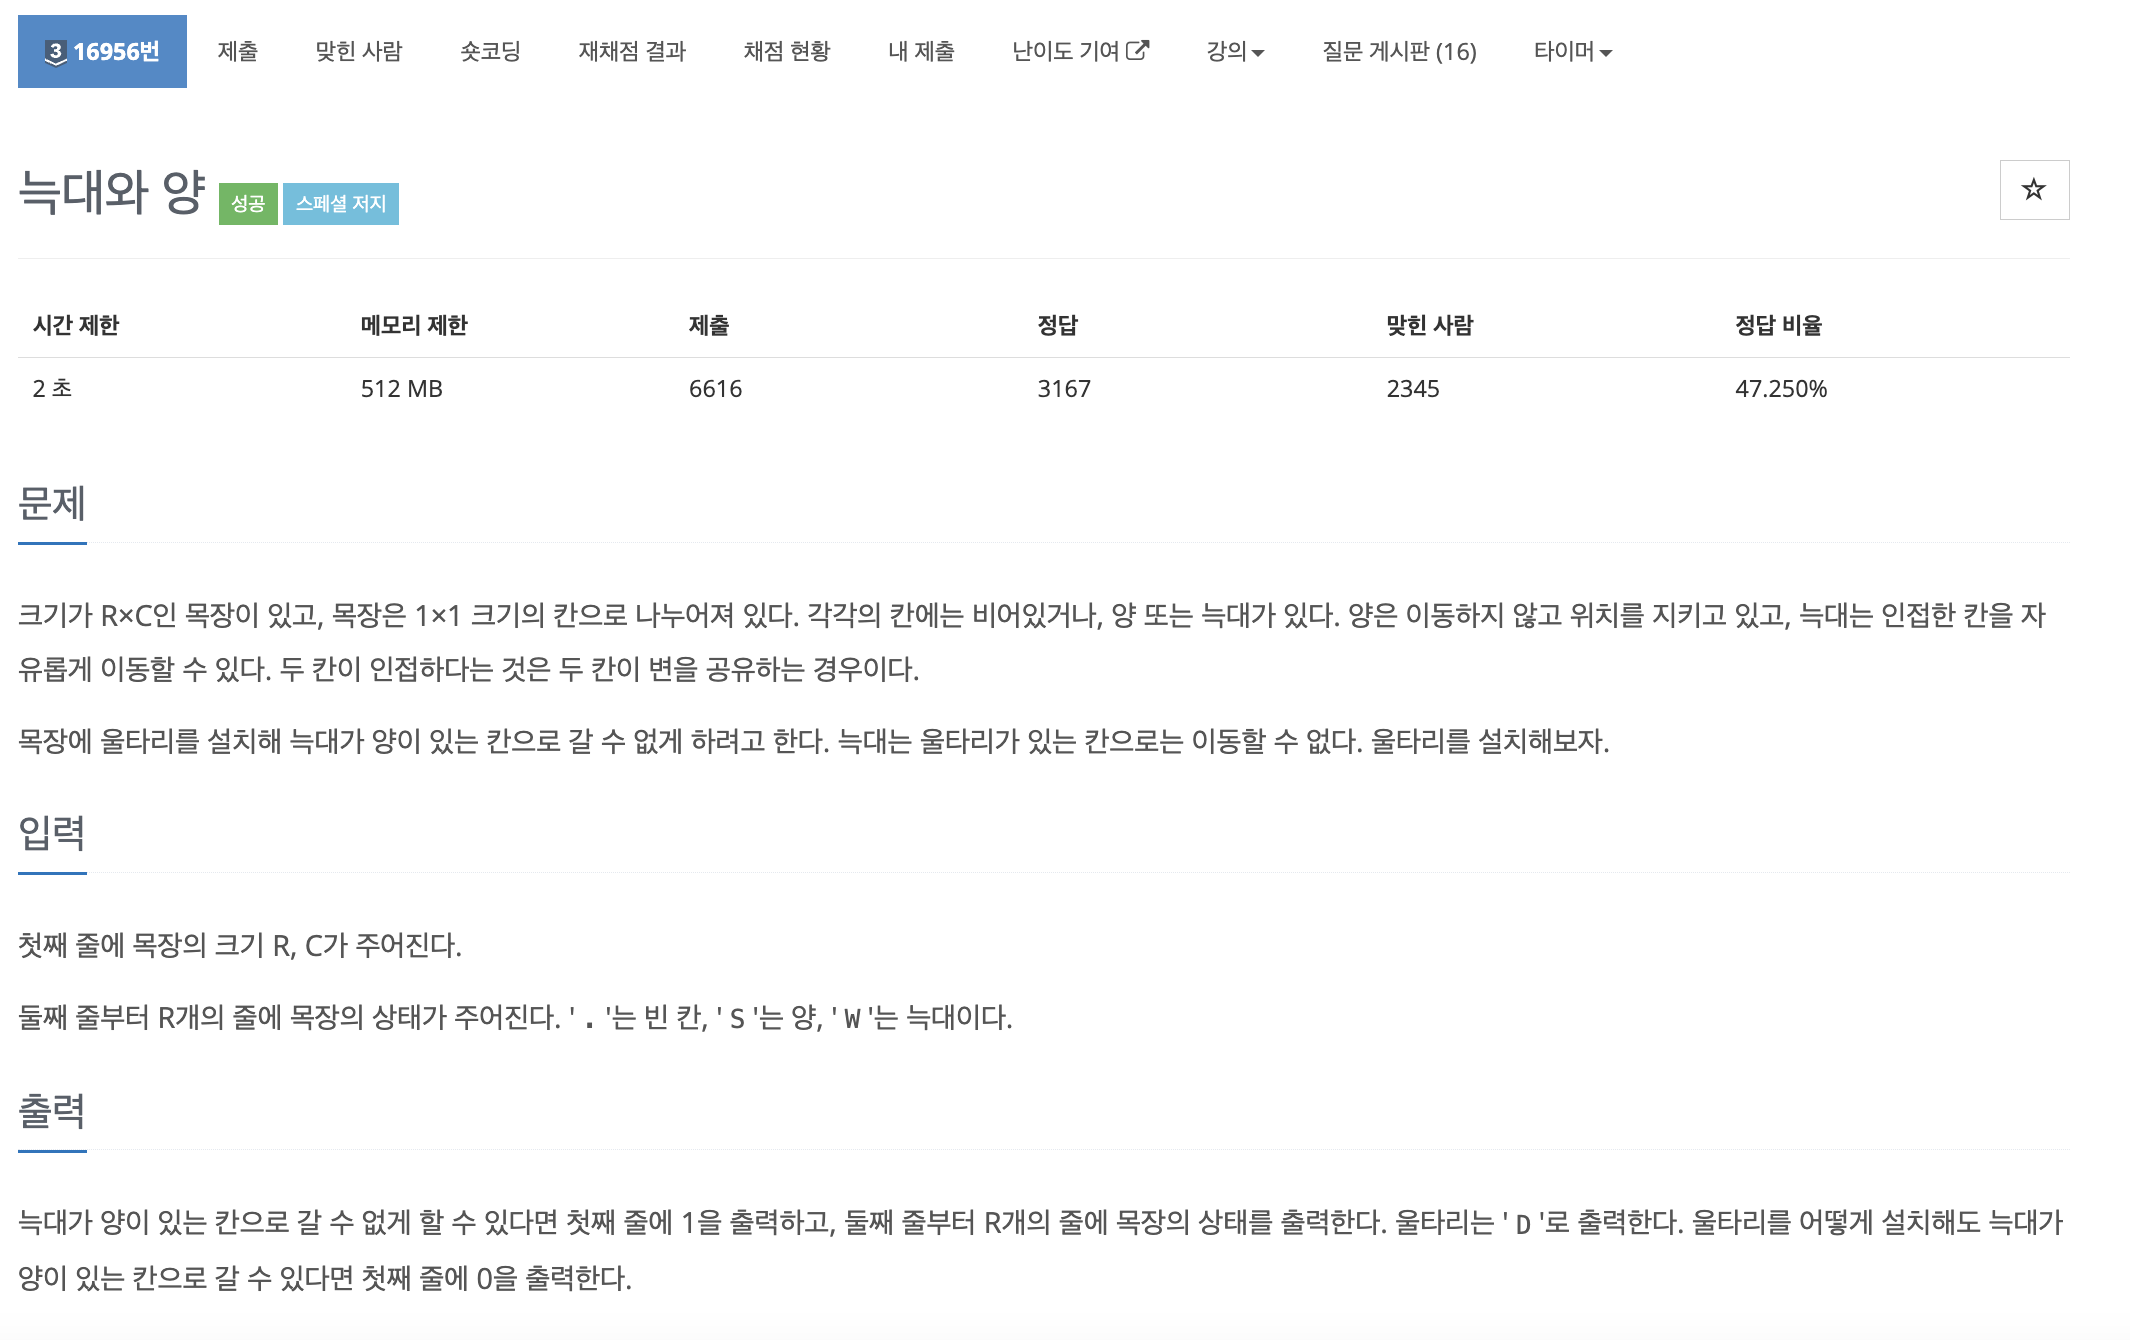 3 16956번 제출 맞힌 사람 숏코딩 재채점 결과 채점 현황 내 제출 난이도 기여 강의 질문 게시판 (16) 타이머
늑대와 양 성공 스페셜 저지
시간 제한 메모리 제한 제출 정답 맞힌 사람 정답 비율
2 초 512 MB 6616 3167 2345 47.250%
문제
크기가 R×C인 목장이 있고, 목장은 1×1 크기의 칸으로 나누어져 있다. 각각의 칸에는 비어있거나, 양 또는 늑대가 있다. 양은 이동하지 않고 위치를 지키고 있고, 늑대는 인접한 칸을 자
유롭게 이동할 수 있다. 두 칸이 인접하다는 것은 두 칸이 변을 공유하는 경우이다.
목장에 울타리를 설치해 늑대가 양이 있는 칸으로 갈 수 없게 하려고 한다. 늑대는 울타리가 있는 칸으로는 이동할 수 없다. 울타리를 설치해보자.
입력
첫째 줄에 목장의 크기 R, C가 주어진다.
둘째 줄부터 R개의 줄에 목장의 상태가 주어진다. '.'는 빈 칸, 'S'는 양, 'W'는 늑대이다.
출력
늑대가 양이 있는 칸으로 갈 수 없게 할 수 있다면 첫째 줄에 1을 출력하고, 둘째 줄부터 R개의 줄에 목장의 상태를 출력한다. 울타리는 'D'로 출력한다. 울타리를 어떻게 설치해도 늑대가
양이 있는 칸으로 갈 수 있다면 첫째 줄에 0을 출력한다.